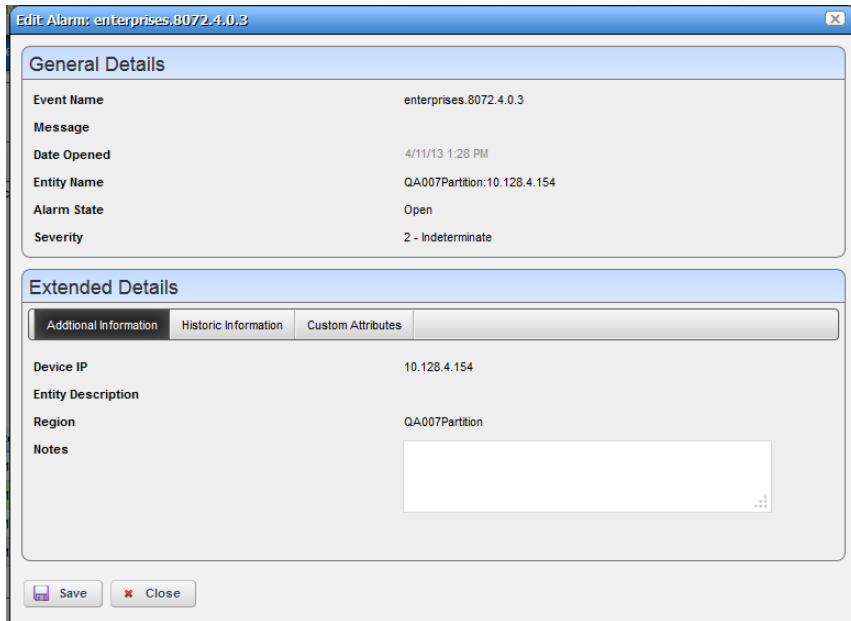 Edit Alarm: enterprises.8072.4.0.3
General Details
Event Name enterprises.8072.4.0.3
Message
Date Opened 4/11/13 1:28 PM
Entity Name QA007Partition:10.128.4.154
Alarm State Open
Severity 2 - Indeterminate
Extended Details
Addtional Information Historic Information Custom Attributes
Device IP 10.128.4.154
Entity Description
Region QA007Partition
Notes
Save Close